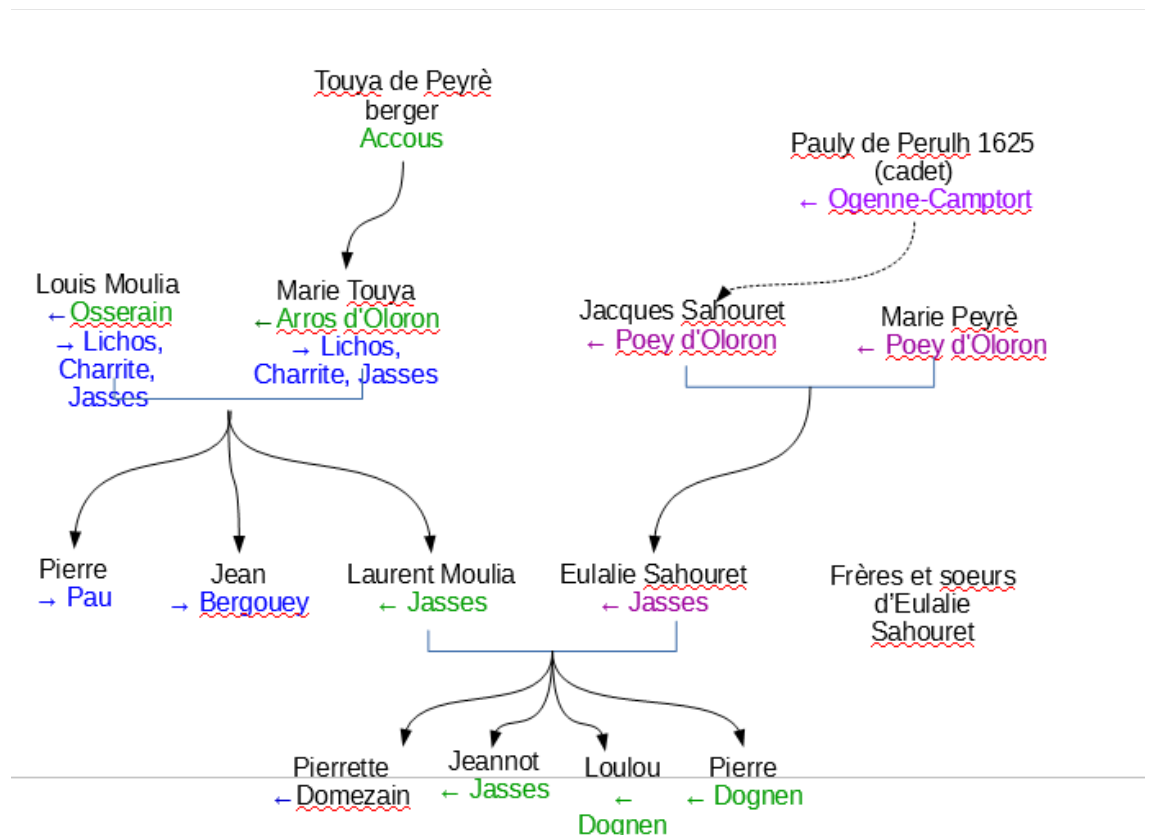 Touya de Peyrè
berger
Accous
Pauly de Perulh 1625
(cadet)
← Ogenne-Camptort
Louis Moulia
← Osserain
→ Lichos,
Charrite,
Jasses
Marie Touya
← Arros d'Oloron
→ Lichos,
Charrite, Jasses
Jacques Sahouret
← Poey d'Oloron
Marie Peyrè
← Poey d'Oloron
Pierre
→ Pau
Jean
→ Bergouey
Laurent Moulia
← Jasses
Eulalie Sahouret
← Jasses
Frères et soeurs
d'Eulalie
Sahouret
Pierrette
← Domezain
Jeannot
← Jasses
Loulou
←
Dognen
Pierre
← Dognen